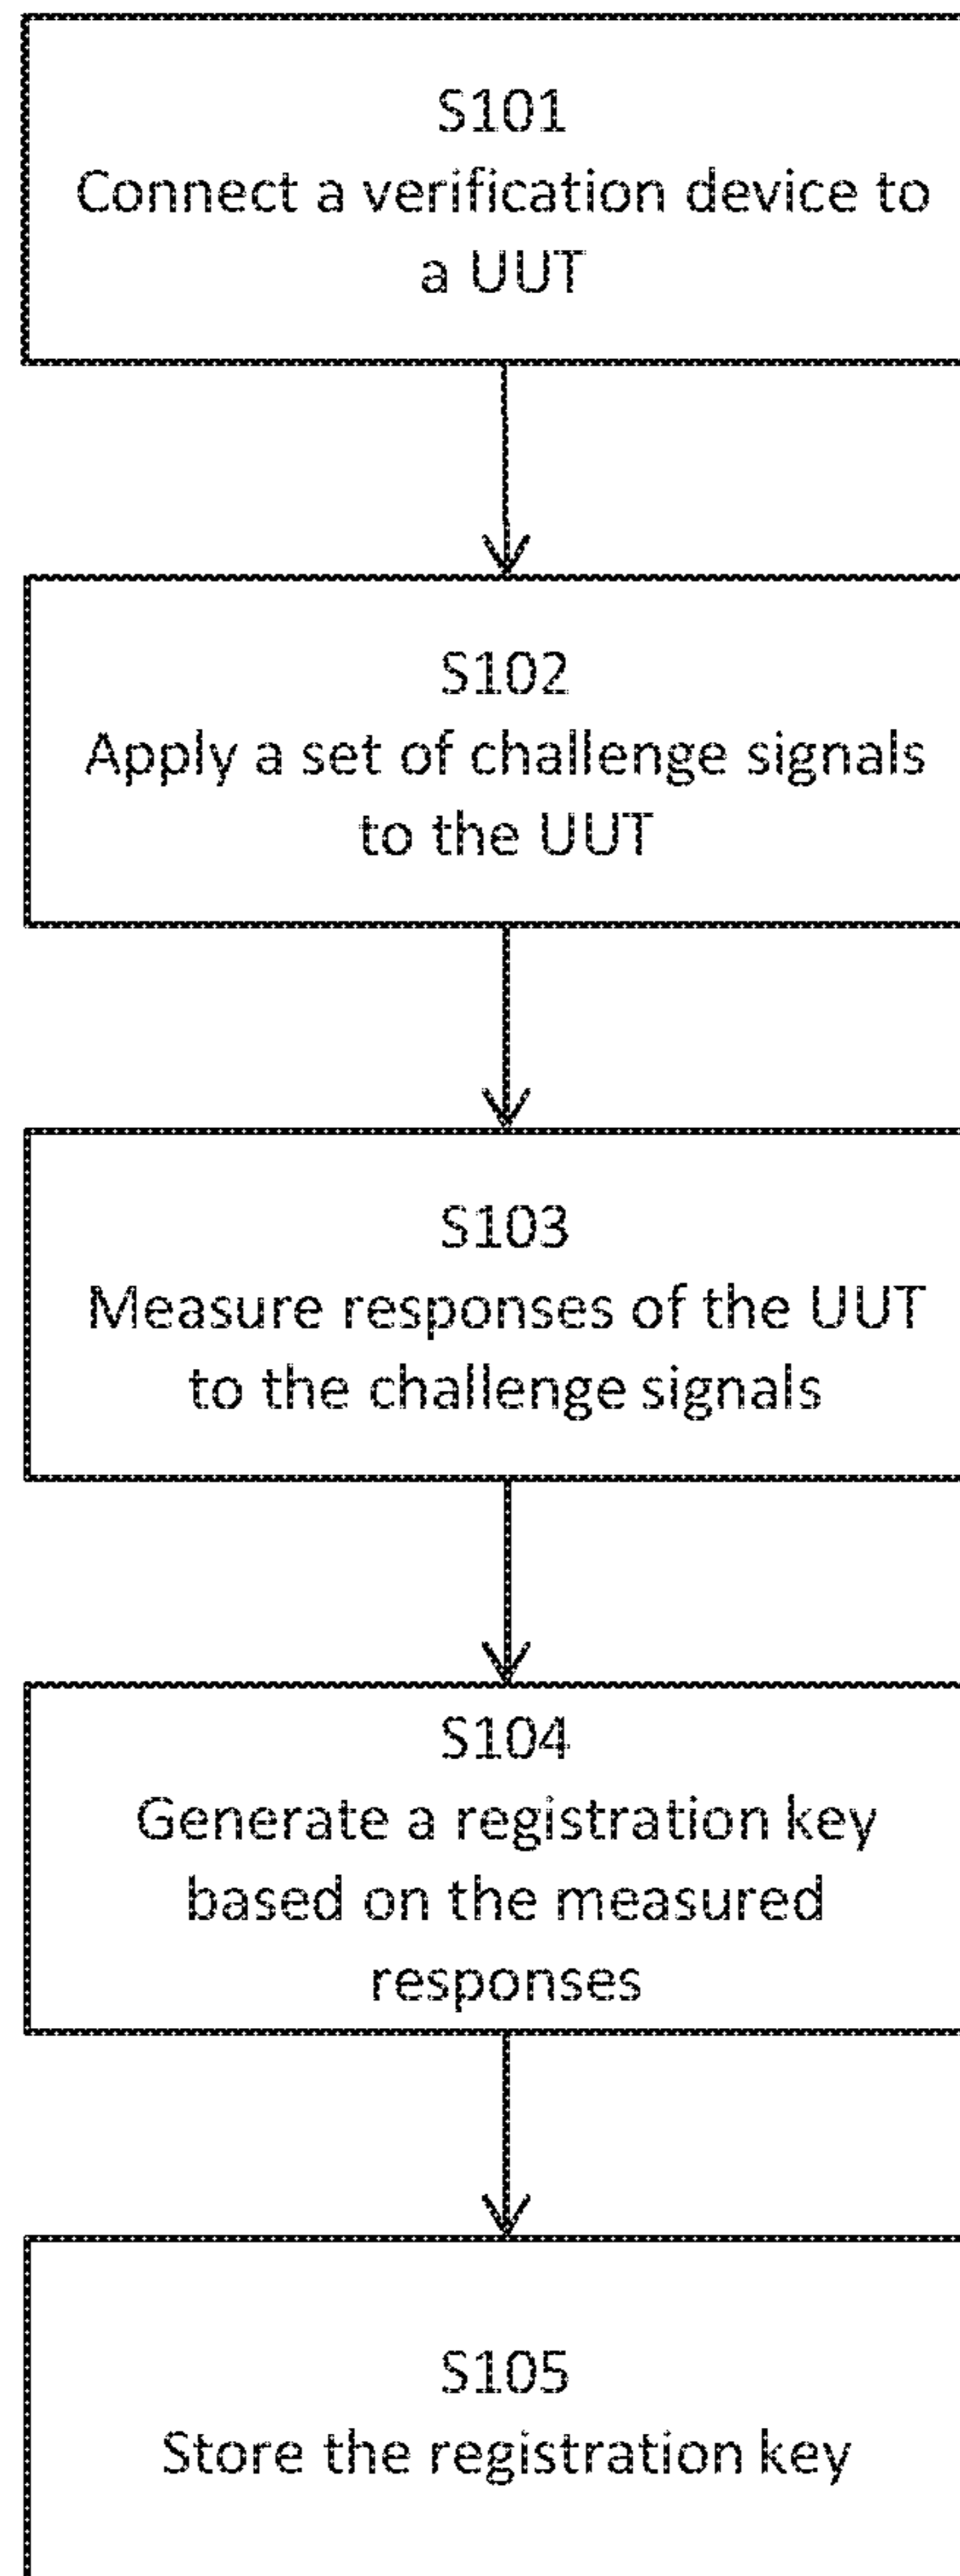 S101
Connect a verification device to
a UUT
S102
Apply a set of challenge signals
to the UUT
S103
Measure responses of the UUT
to the challenge signals
S104
Generate a registration key
based on the measured
responses
S105
Store the registration key